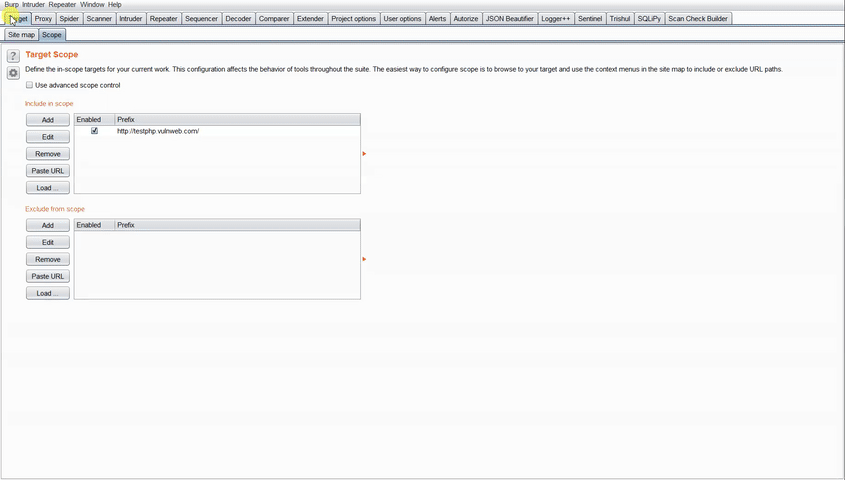 Burp Intruder Repeater Window Help
Target Proxy Spider Scanner Intruder Repeater Sequencer Decoder Comparer Extender Project options User options Alerts Autorize JSON Beautifier Logger++ Sentinel Trishul SQLiPy Scan Check Builder
Site map Scope
?
Target Scope
Define the in-scope targets for your current work. This configuration affects the behavior of tools throughout the suite. The easiest way to configure scope is to browse to your target and use the context menus in the site map to include or exclude URL paths.
Use advanced scope control
Include in scope
Add Enabled Prefix
http://testphp.vulnweb.com/
Edit
Remove
Paste URL
Load ...
Exclude from scope
Add Enabled Prefix
Edit
Remove
Paste URL
Load ...